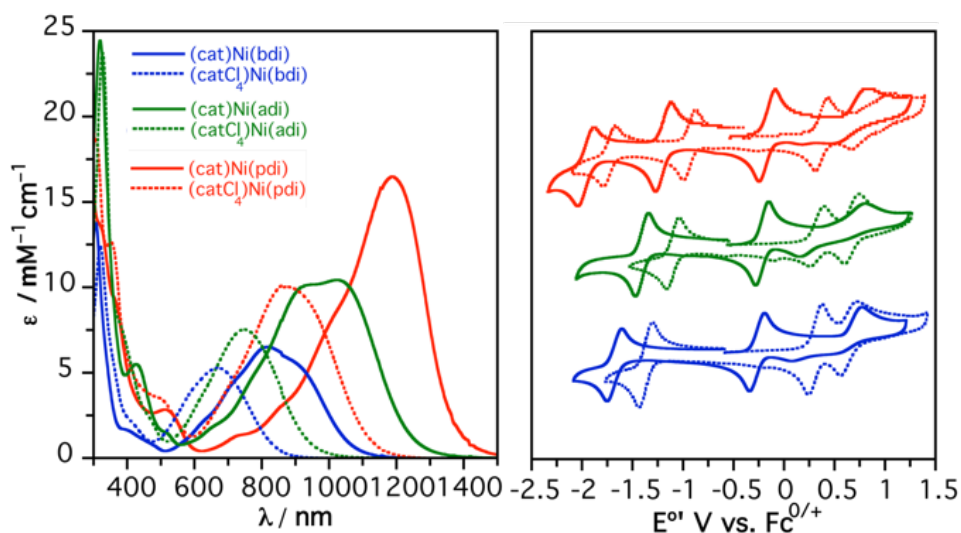 25
20
15
10
5
0
ε / mM⁻¹ cm⁻¹
(cat)Ni(bdi)
(catCl₄)Ni(bdi)
(cat)Ni(adi)
(catCl₄)Ni(adi)
(cat)Ni(pdi)
(catCl₄)Ni(pdi)
400 600 800 1000 1200 1400
λ / nm
-2.5 -2 -1.5 -1 -0.5 0 0.5 1 1.5
E°' V vs. Fc⁰/⁺